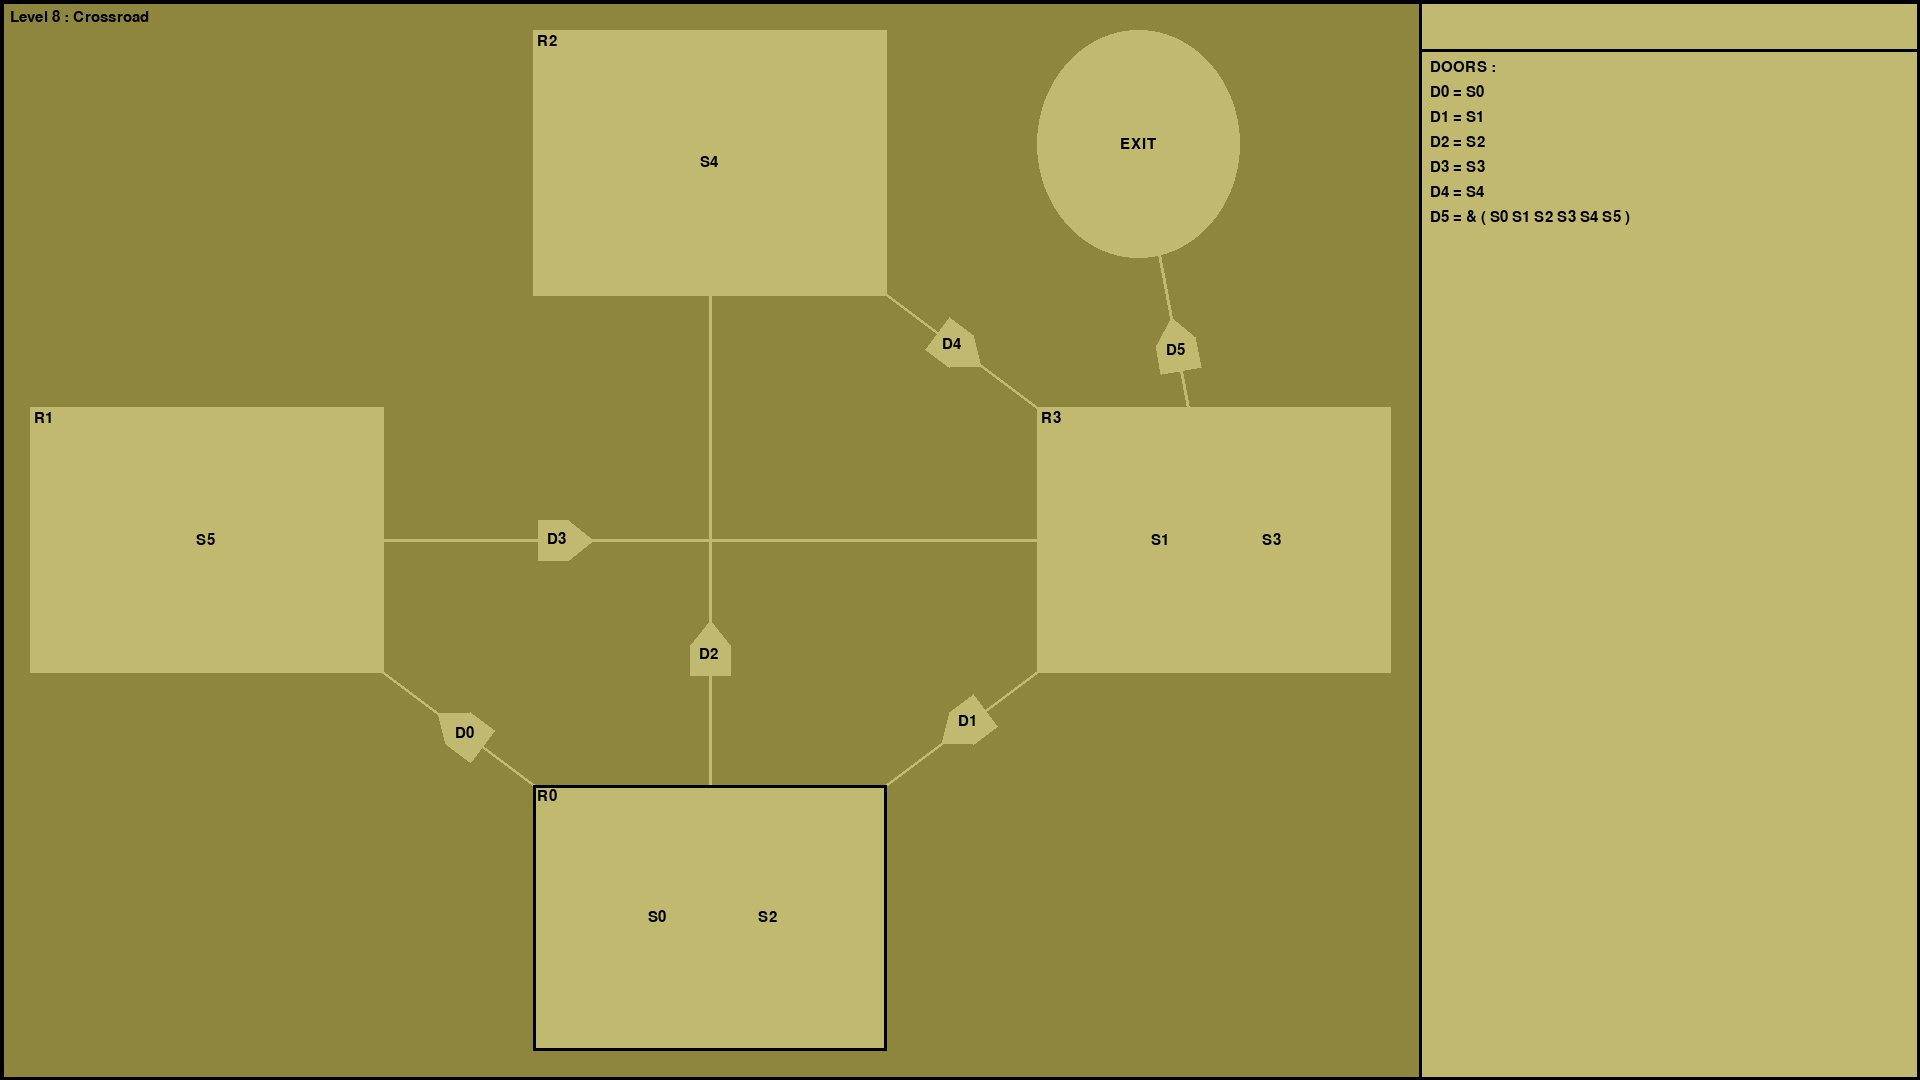 Level 8 : Crossroad
R2
S4
EXIT
D4
D5
R1
S5
R3
S1 S3
D3
D2
D0
D1
R0
S0 S2
DOORS :
D0 = S0
D1 = S1
D2 = S2
D3 = S3
D4 = S4
D5 = & ( S0 S1 S2 S3 S4 S5 )